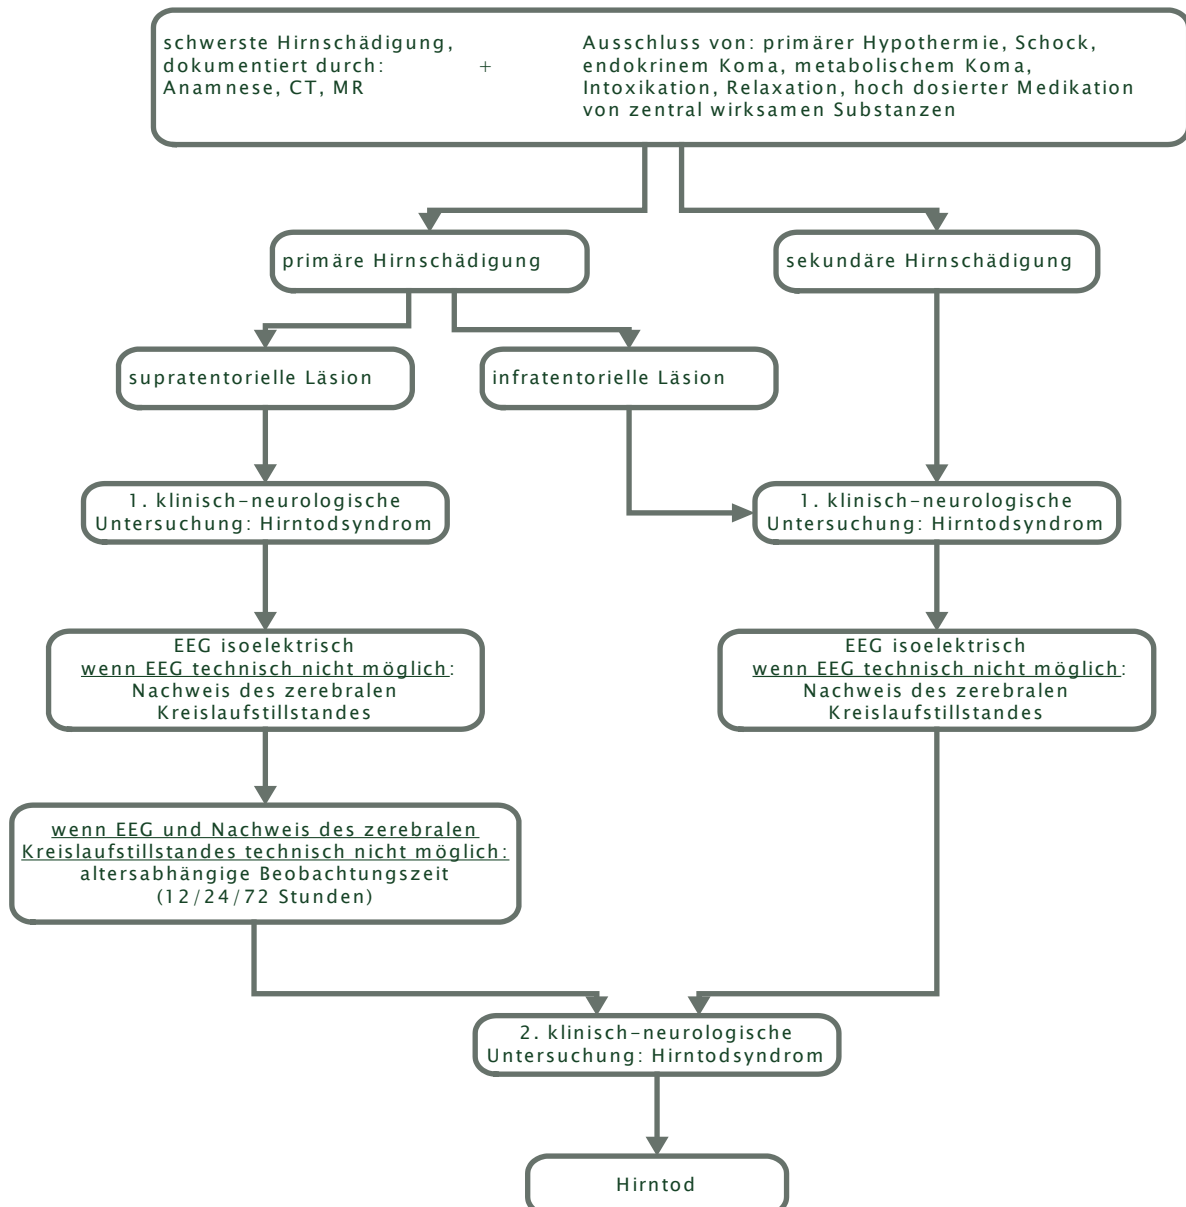 schwerste Hirnschädigung,
dokumentiert durch:
Anamnese, CT, MR
+
Ausschluss von: primärer Hypothermie, Schock,
endokrinem Koma, metabolischem Koma,
Intoxikation, Relaxation, hoch dosierter Medikation
von zentral wirksamen Substanzen
primäre Hirnschädigung
sekundäre Hirnschädigung
supratentorielle Läsion
infratentorielle Läsion
1. klinisch-neurologische
Untersuchung: Hirntodsyndrom
1. klinisch-neurologische
Untersuchung: Hirntodsyndrom
EEG isoelektrisch
wenn EEG technisch nicht möglich:
Nachweis des zerebralen
Kreislaufstillstandes
EEG isoelektrisch
wenn EEG technisch nicht möglich:
Nachweis des zerebralen
Kreislaufstillstandes
wenn EEG und Nachweis des zerebralen
Kreislaufstillstandes technisch nicht möglich:
altersabhängige Beobachtungszeit
(12/24/72 Stunden)
2. klinisch-neurologische
Untersuchung: Hirntodsyndrom
Hirntod